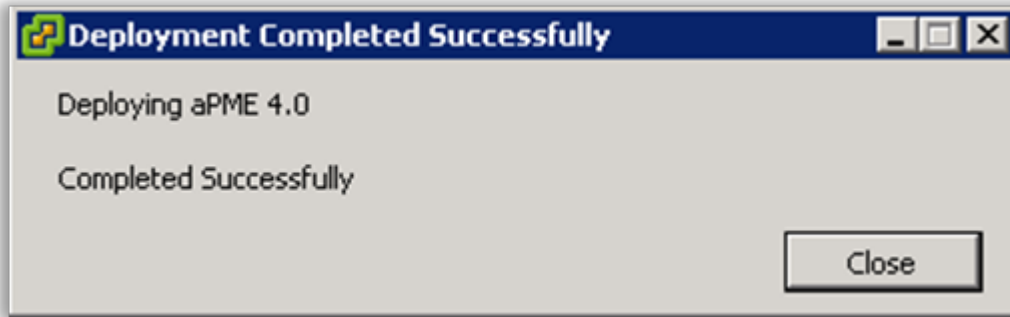 Deployment Completed Successfully
Deploying aPME 4.0
Completed Successfully
Close